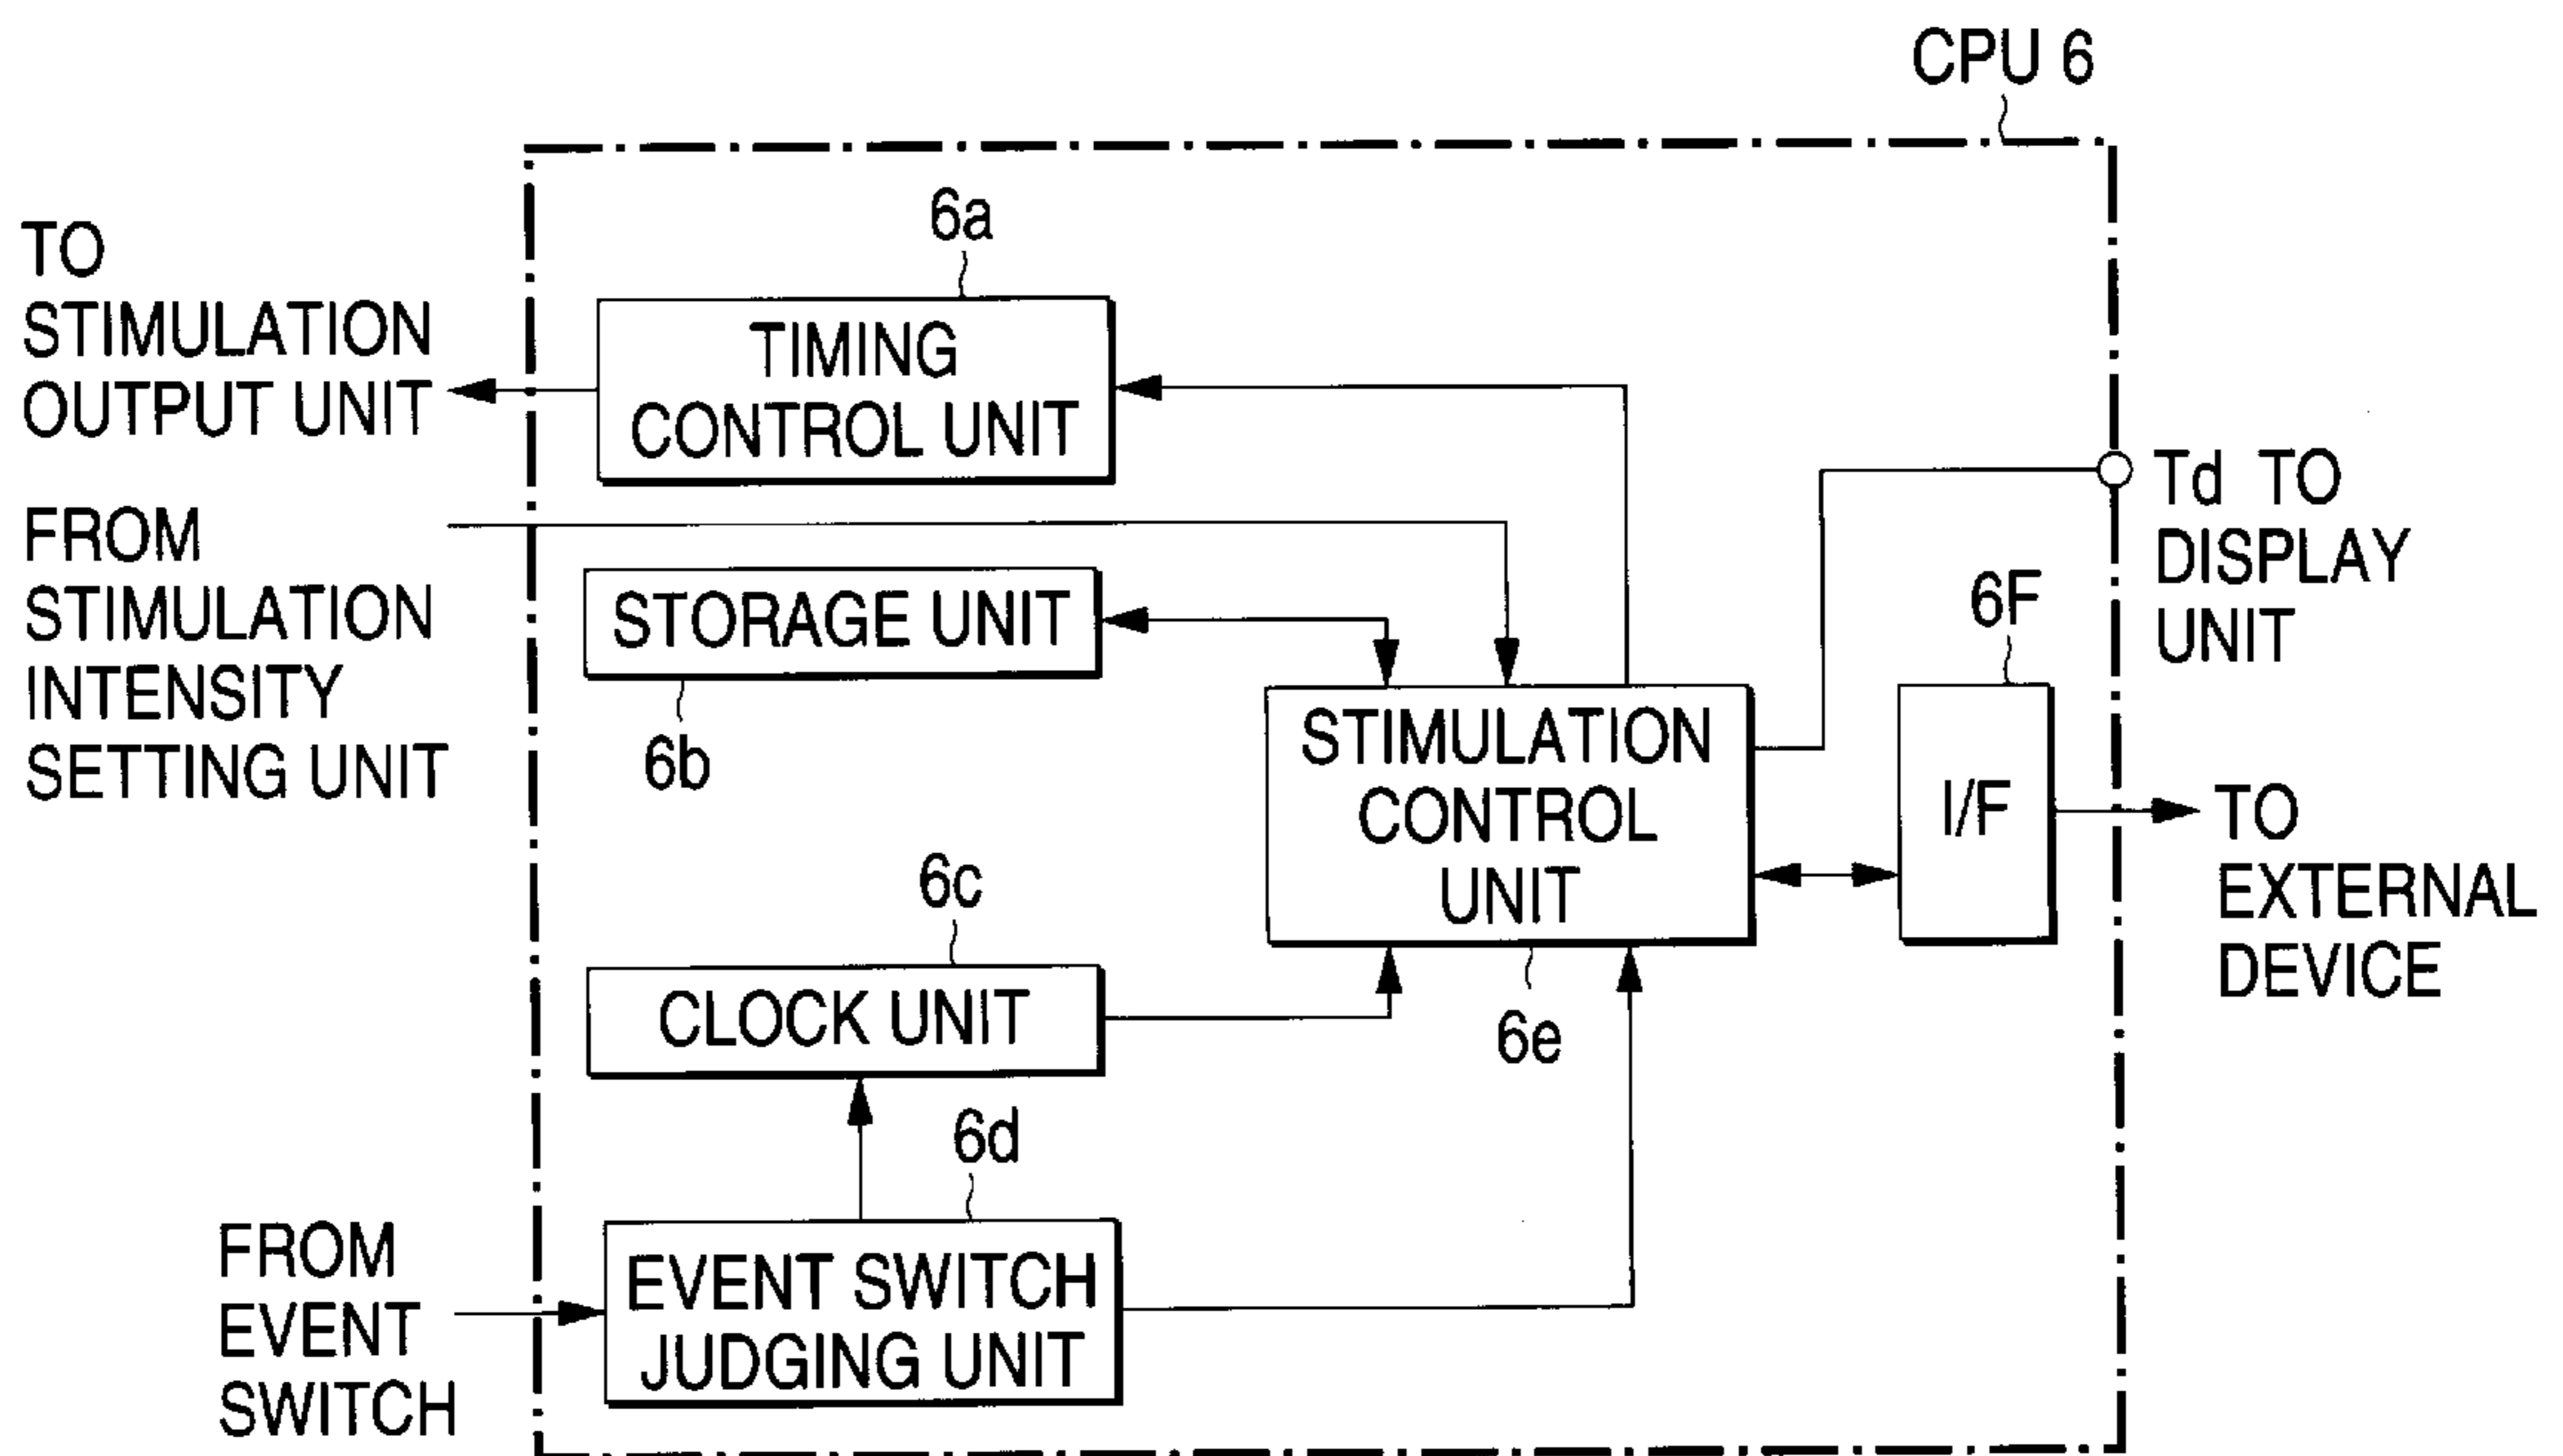 CPU 6
6a
TO
STIMULATION
OUTPUT UNIT
TIMING
CONTROL UNIT
FROM
STIMULATION
INTENSITY
SETTING UNIT
STORAGE UNIT
6b
Td TO
DISPLAY
UNIT
6F
STIMULATION
CONTROL
UNIT
I/F
TO
EXTERNAL
DEVICE
6c
CLOCK UNIT
6e
6d
FROM
EVENT
SWITCH
EVENT SWITCH
JUDGING UNIT